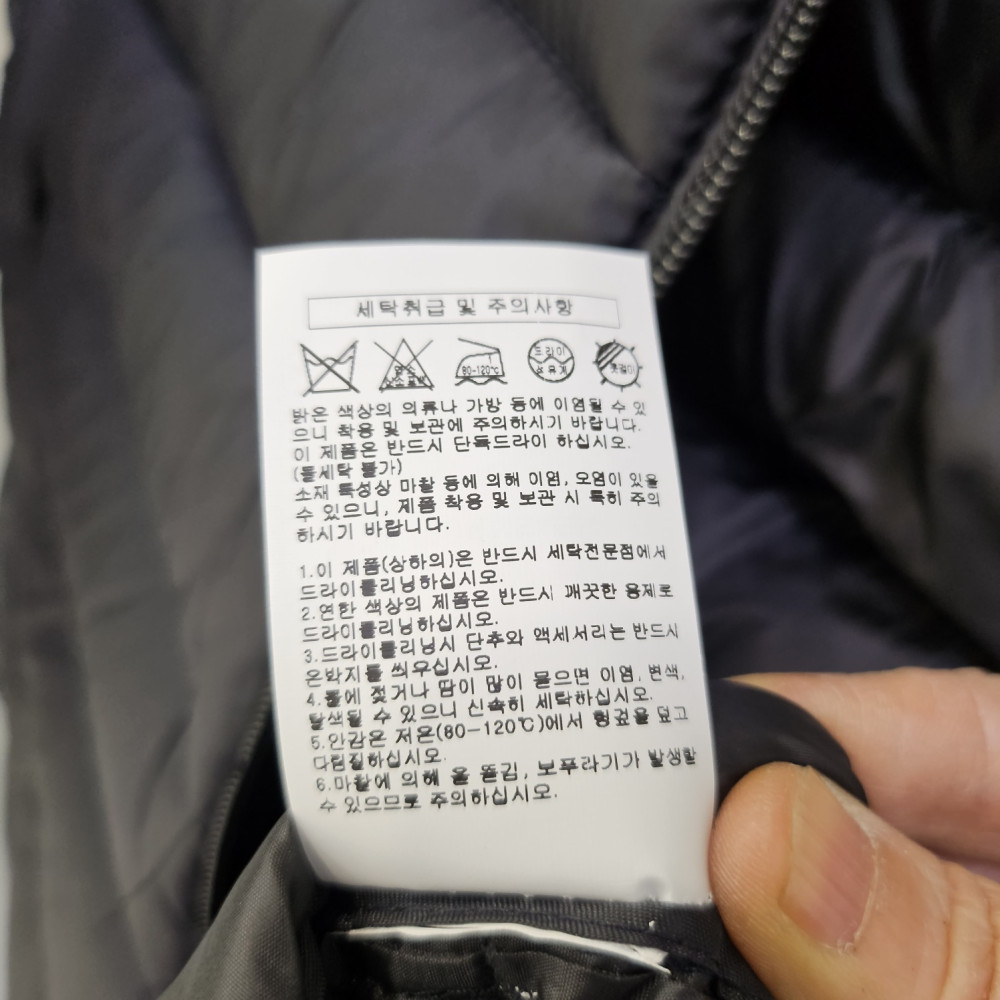 세탁취급 및 주의사항
염소
산소표백
80-120℃
드라이
석유계
옷걸이
밝은 색상의 의류나 가방 등에 이염될 수 있
으니 착용 및 보관에 주의하시기 바랍니다.
이 제품은 반드시 단독드라이 하십시오.
(물세탁 불가)
소재 특성상 마찰 등에 의해 이염, 오염이 있을
수 있으니, 제품 착용 및 보관 시 특히 주의
하시기 바랍니다.
1.이 제품(상하의)은 반드시 세탁전문점에서
드라이클리닝하십시오.
2.연한 색상의 제품은 반드시 깨끗한 용제로
드라이클리닝하십시오.
3.드라이클리닝시 단추와 액세서리는 반드시
은박지를 씌우십시오.
4.물에 젖거나 땀이 많이 묻으면 이염, 변색,
탈색될 수 있으니 신속히 세탁하십시오.
5.안감은 저온(80-120℃)에서 헝겊을 덮고
다림질하십시오.
6.마찰에 의해 올 뜯김, 보푸라기가 발생할
수 있으므로 주의하십시오.